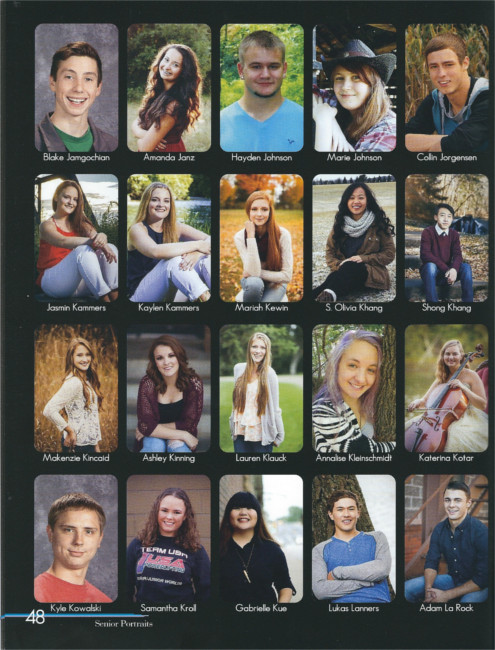 Blake Jamgochian Amanda Janz Hayden Johnson Marie Johnson Collin Jorgensen
Jasmin Kammers Kaylen Kammers Mariah Kewin S. Olivia Khang Shong Khang
Makenzie Kincaid Ashley Kinning Lauren Klauck Annalise Kleinschmidt Katerina Kotar
TEAM USA
Kyle Kowalski Samantha Kroll Gabrielle Kue Lukas Lanners Adam La Rock
48
Senior Portraits